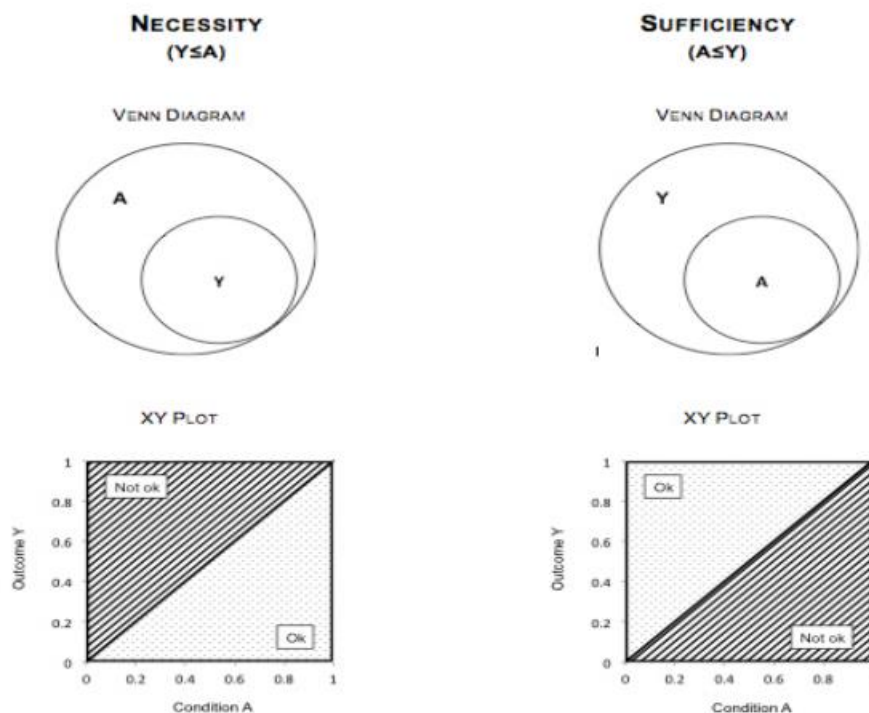 NECESSITY
(Y≤A)
VENN DIAGRAM
A
Y
XY PLOT
1
0.8
0.6
0.4
0.2
0
Outcome Y
Not ok
Ok
0 0.2 0.4 0.6 0.8 1
Condition A
SUFFICIENCY
(A≤Y)
VENN DIAGRAM
Y
A
I
XY PLOT
1
0.8
0.6
0.4
0.2
0
Outcome Y
Ok
Not ok
0 0.2 0.4 0.6 0.8
Condition A